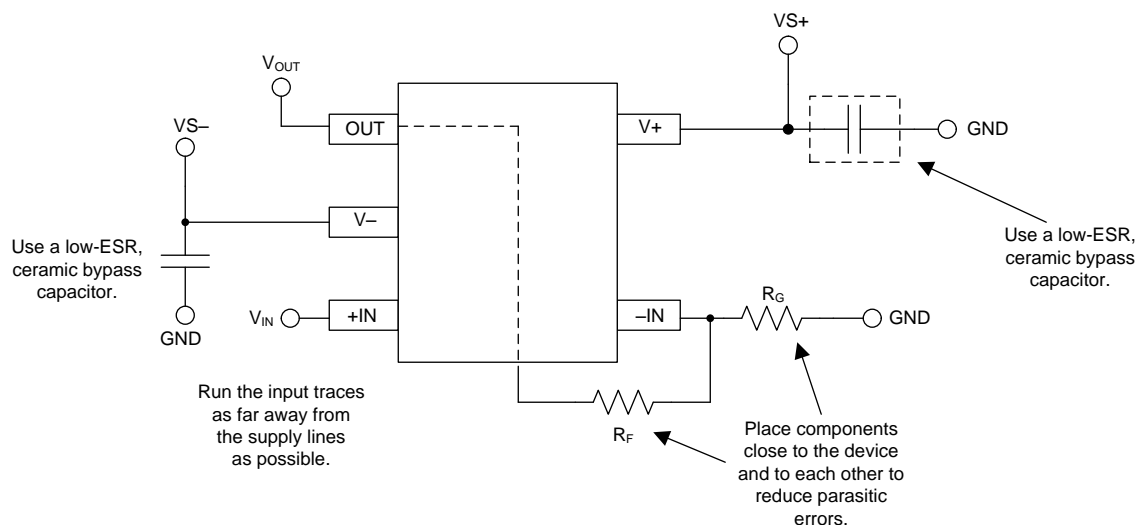 VS+
VOUT
OUT
V+
GND
VS–
V–
Use a low-ESR,
ceramic bypass
capacitor.
Use a low-ESR,
ceramic bypass
capacitor.
GND
VIN
+IN
–IN
RG
GND
Run the input traces
as far away from
the supply lines
as possible.
RF
Place components
close to the device
and to each other to
reduce parasitic
errors.